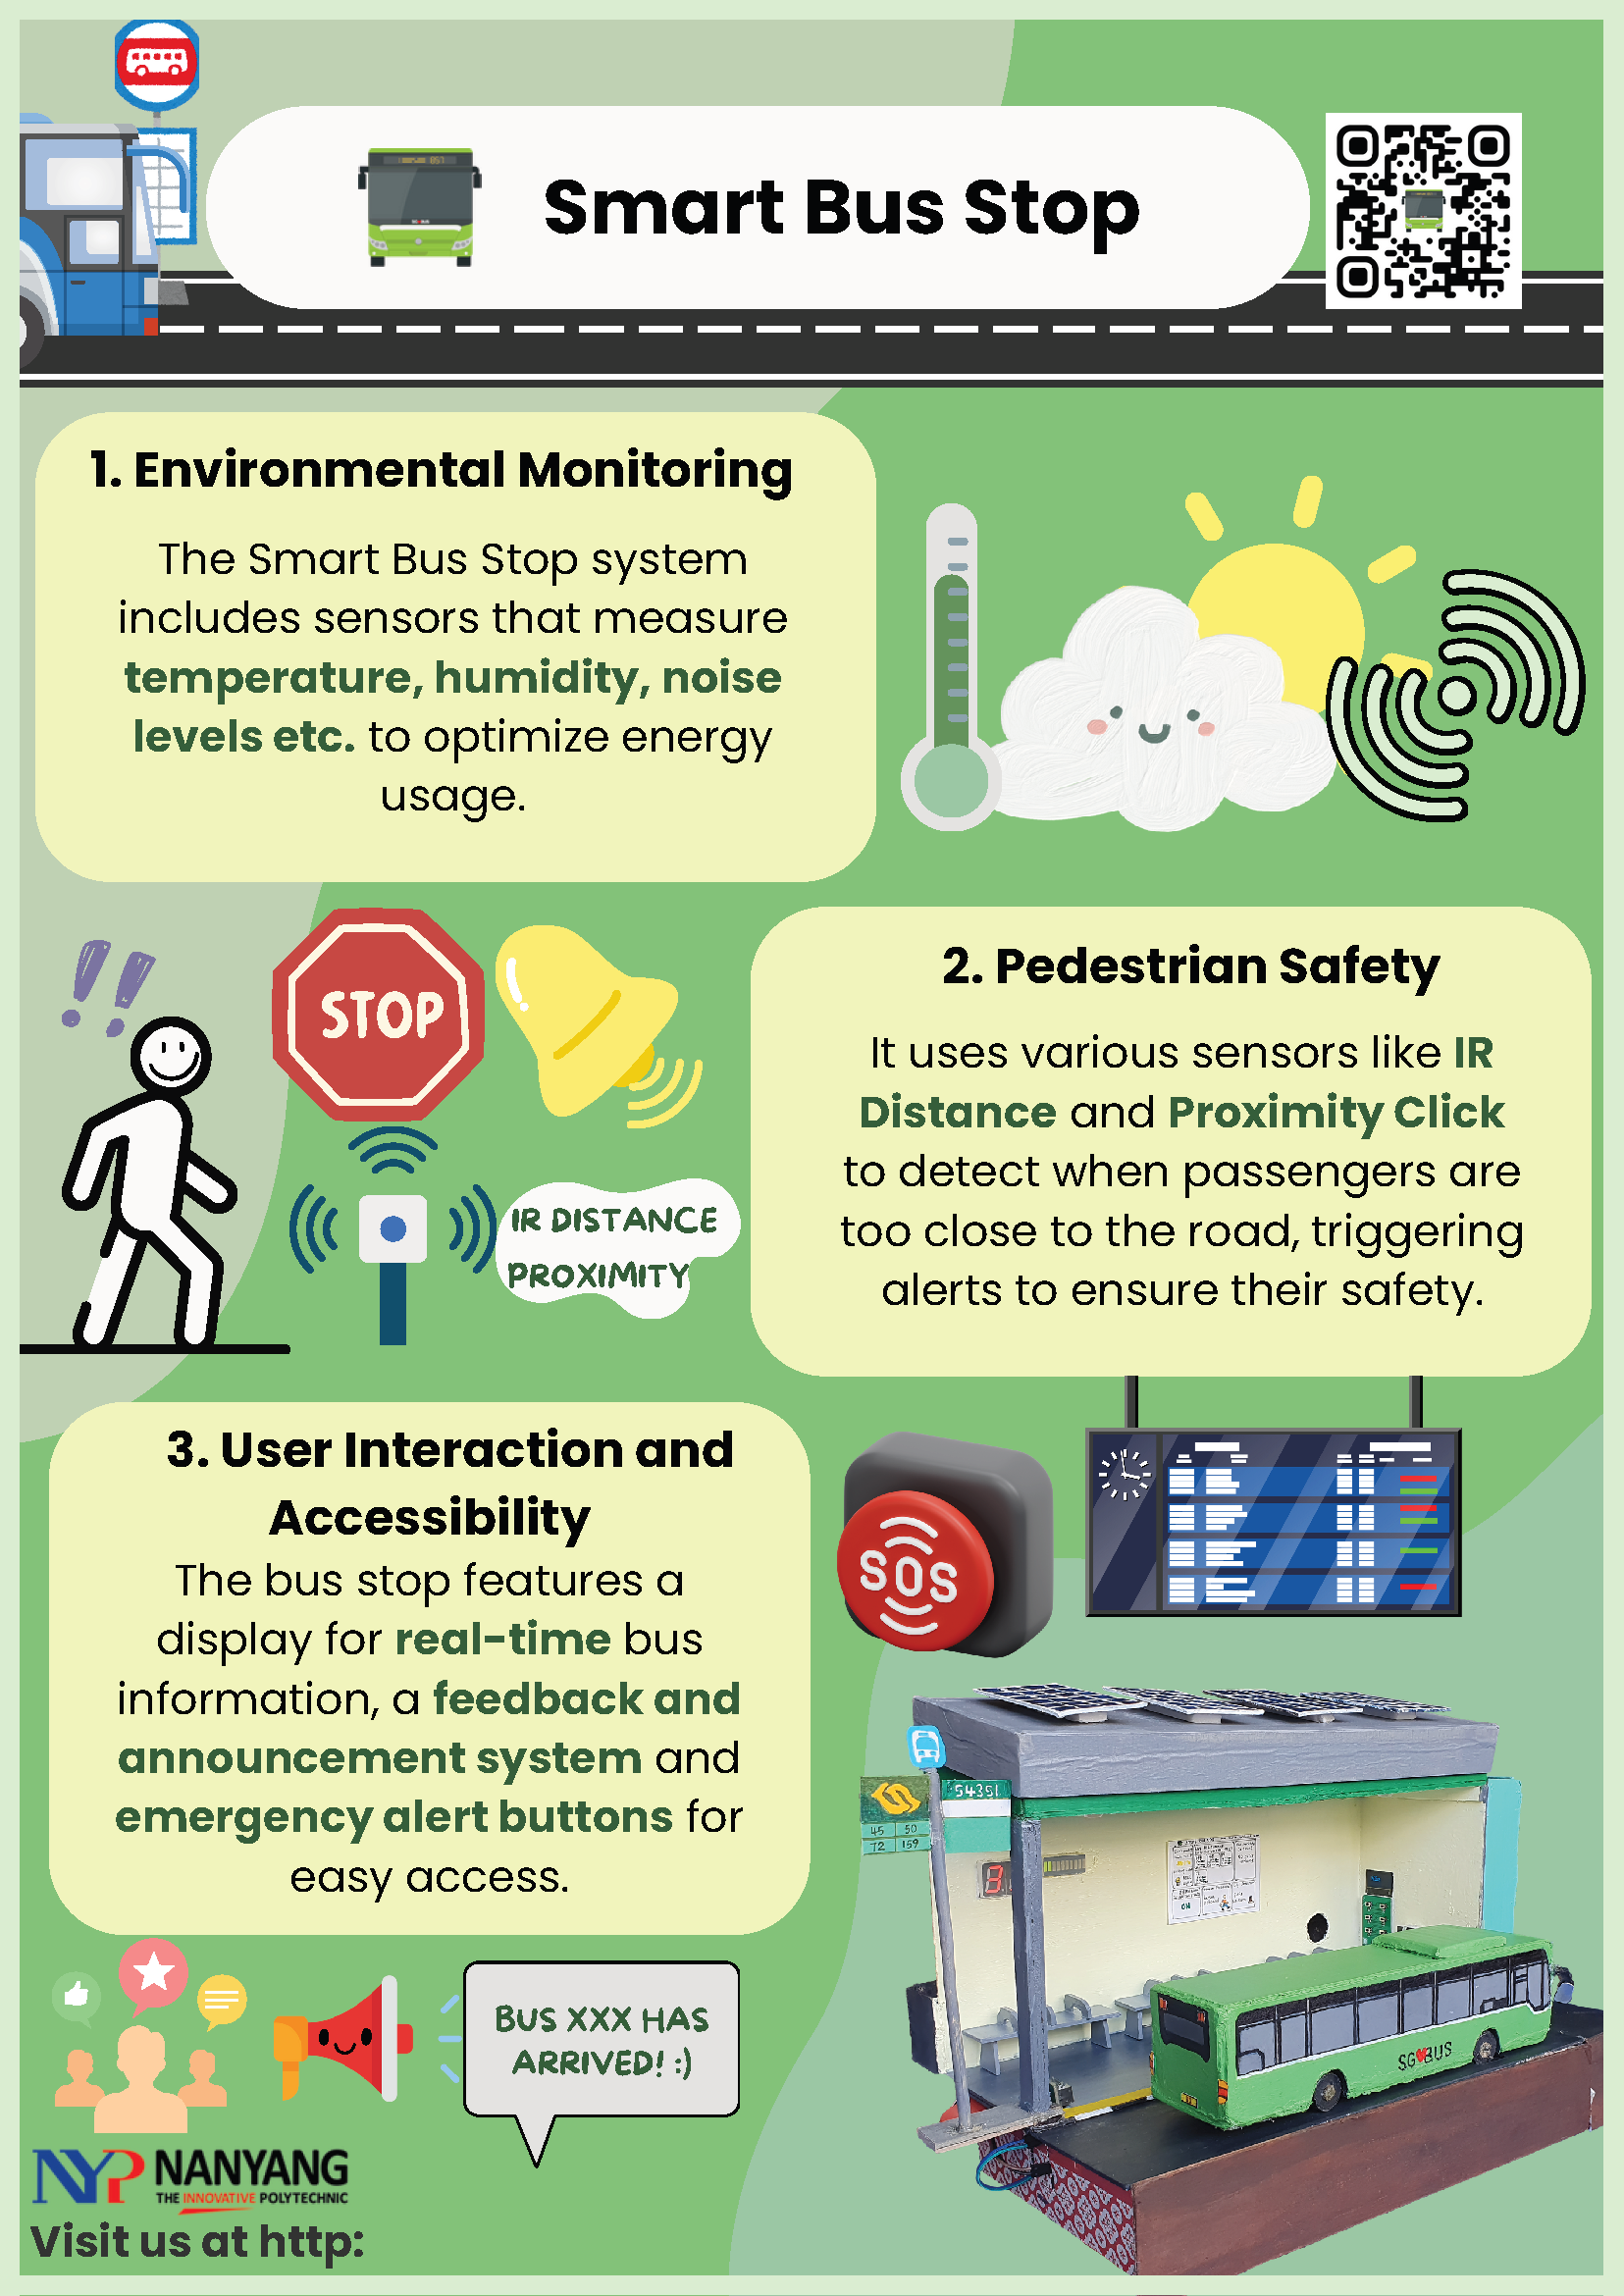 Smart Bus Stop
1. Environmental Monitoring
The Smart Bus Stop system
includes sensors that measure
temperature, humidity, noise
levels etc. to optimize energy
usage.
STOP
IR DISTANCE
PROXIMITY
2. Pedestrian Safety
It uses various sensors like IR
Distance and Proximity Click
to detect when passengers are
too close to the road, triggering
alerts to ensure their safety.
3. User Interaction and
Accessibility
The bus stop features a
display for real-time bus
information, a feedback and
announcement system and
emergency alert buttons for
easy access.
SOS
54351
45 50
72 159
3
ON
SG♥BUS
BUS XXX HAS
ARRIVED! :)
NYP NANYANG
THE INNOVATIVE POLYTECHNIC
Visit us at http: